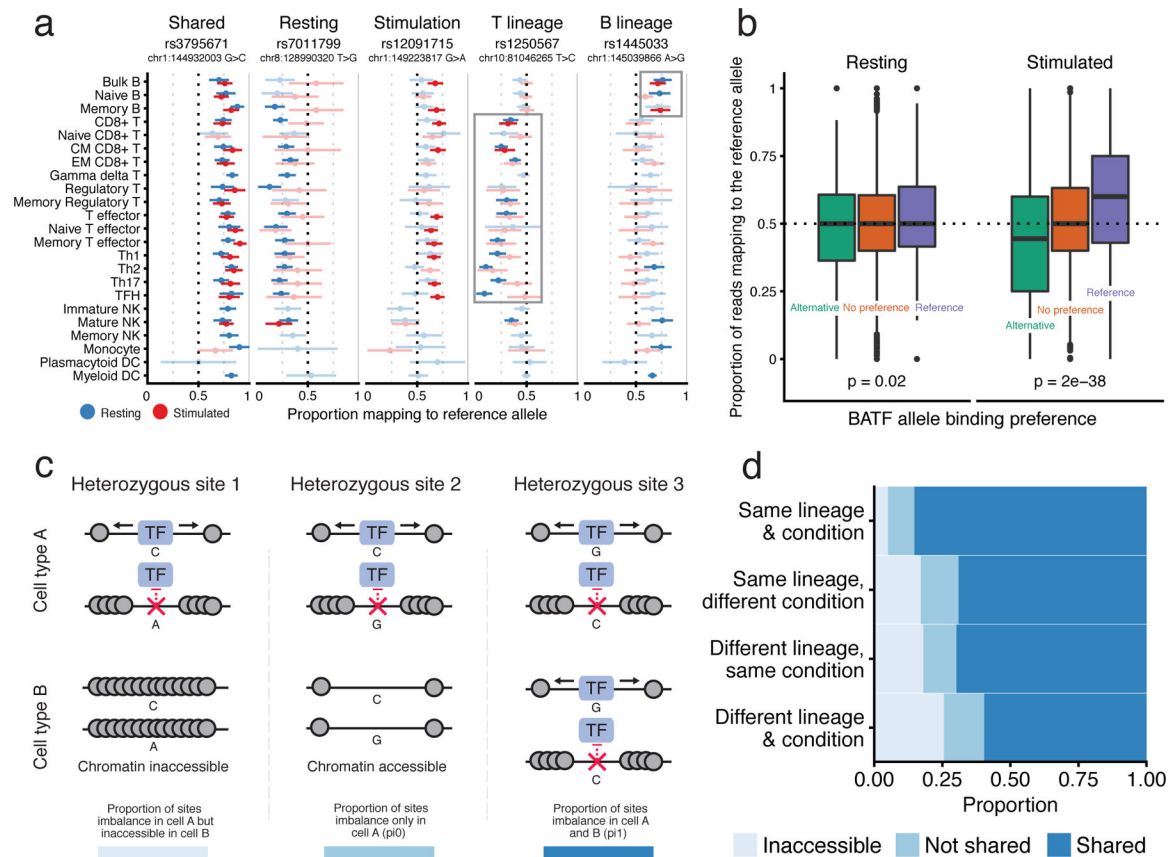 a
Shared
rs3795671
chr1:144932003 G>C
Resting
rs7011799
chr8:128990320 T>G
Stimulation
rs12091715
chr1:149223817 G>A
T lineage
rs1250567
chr10:81046265 T>C
B lineage
rs1445033
chr1:145039866 A>G
Bulk B
Naive B
Memory B
CD8+ T
Naive CD8+ T
CM CD8+ T
EM CD8+ T
Gamma delta T
Regulatory T
Memory Regulatory T
T effector
Naive T effector
Memory T effector
Th1
Th2
Th17
TFH
Immature NK
Mature NK
Memory NK
Monocyte
Plasmacytoid DC
Myeloid DC
0 0.5 1 0 0.5 1 0 0.5 1 0 0.5 1 0 0.5 1
Resting
Stimulated
Proportion mapping to reference allele
b
Resting
Stimulated
Proportion of reads mapping to the reference allele
1
0.75
0.5
0.25
0
Alternative
No preference
Reference
Alternative
No preference
Reference
p = 0.02
p = 2e−38
BATF allele binding preference
c
Heterozygous site 1
Heterozygous site 2
Heterozygous site 3
Cell type A
TF
C
TF
A
TF
C
TF
G
TF
G
TF
C
Cell type B
C
A
Chromatin inaccessible
C
G
Chromatin accessible
TF
G
TF
C
Proportion of sites
imbalance in cell A but
inaccessible in cell B
Proportion of sites
imbalance only in
cell A (pi0)
Proportion of sites
imbalance in cell A
and B (pi1)
d
Same lineage
& condition
Same lineage,
different condition
Different lineage,
same condition
Different lineage
& condition
0.00 0.25 0.50 0.75 1.00
Proportion
Inaccessible
Not shared
Shared